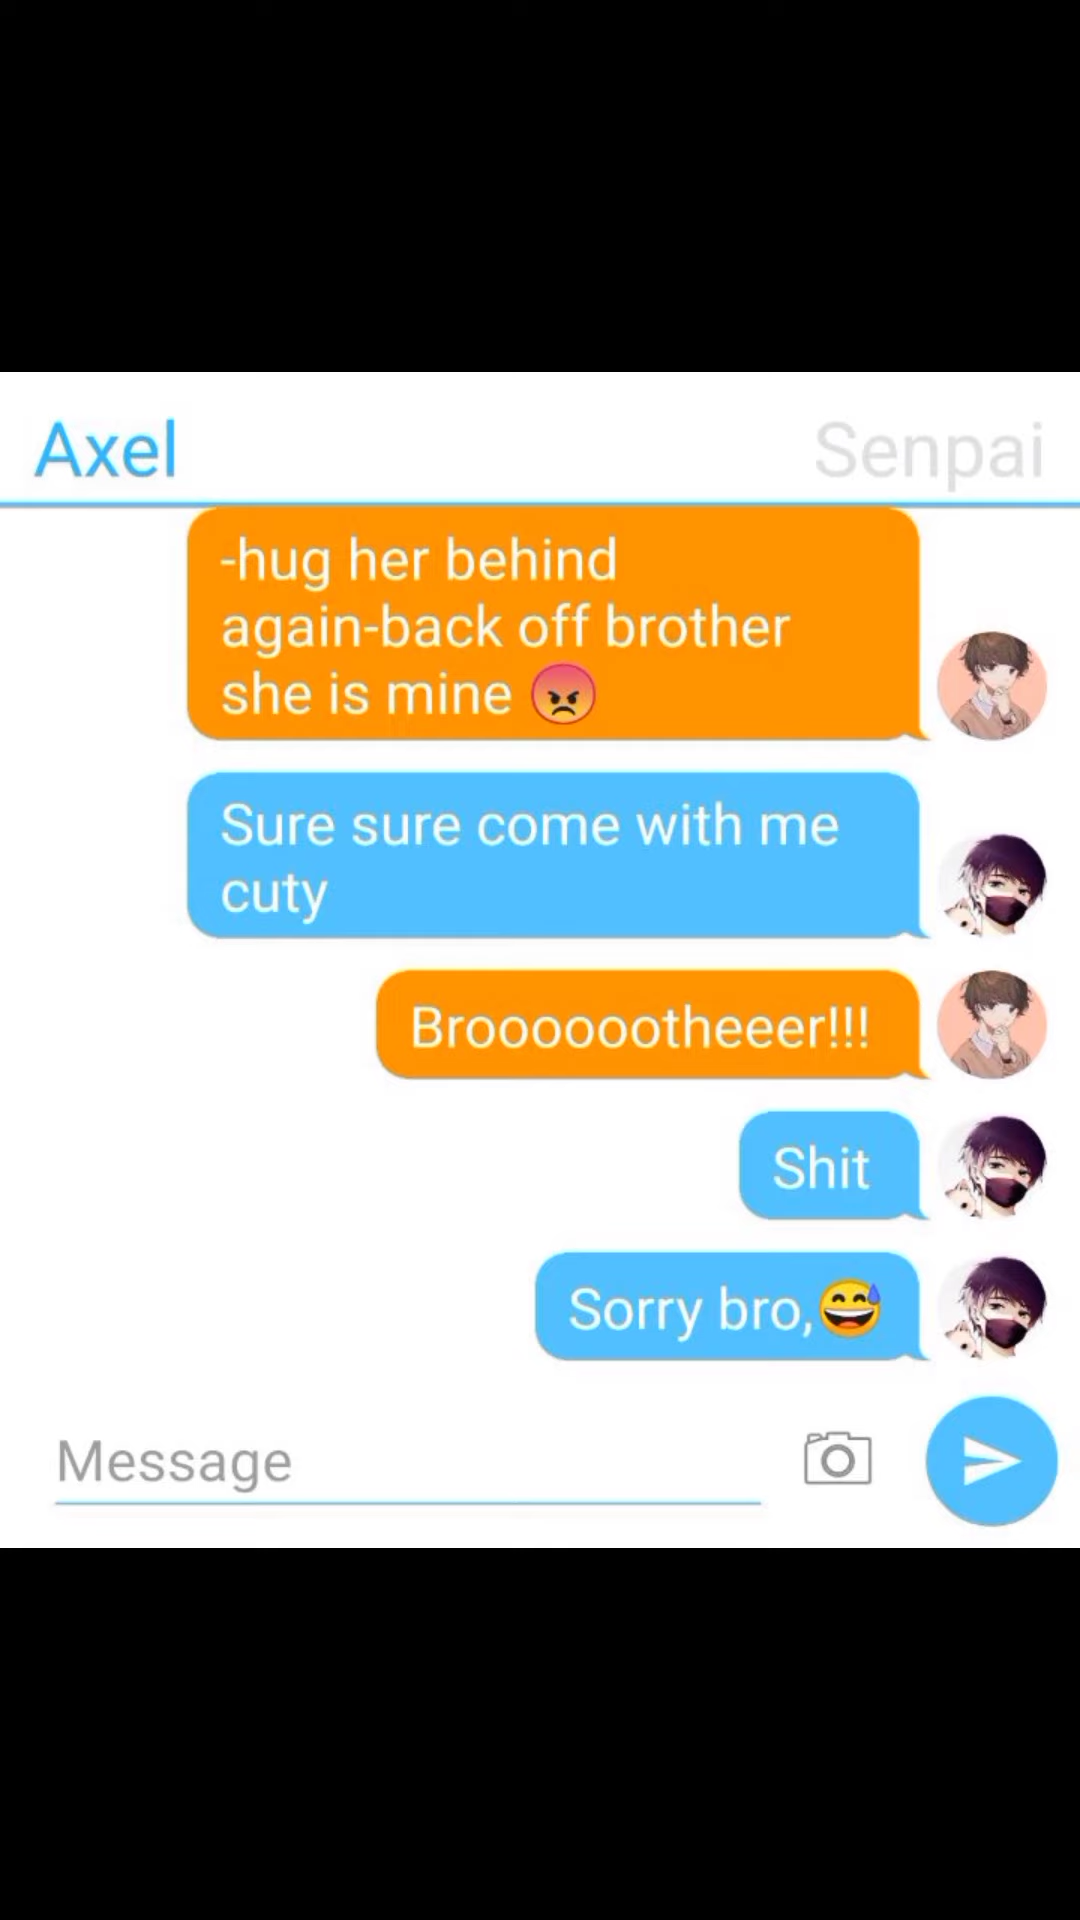 Axel
Senpai
-hug her behind
again-back off brother
she is mine 😡
Sure sure come with me
cuty
Brooooootheeer!!!
Shit
Sorry bro,😅
Message